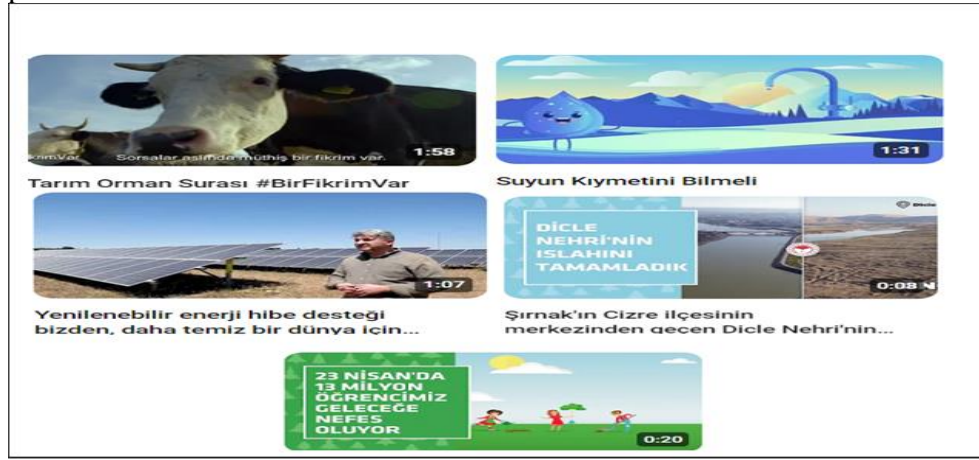 Sorsalar aslında müthiş bir fikrim var.
1:58
1:31
Tarım Orman Şurası #BirFikrimVar
Suyun Kıymetini Bilmeli
1:07
DİCLE
NEHRİ'NİN
ISLAHINI
TAMAMLADIK
0:08
Yenilenebilir enerji hibe desteği
bizden, daha temiz bir dünya için...
Şırnak'ın Cizre ilçesinin
merkezinden geçen Dicle Nehri'nin...
23 NİSAN'DA
13 MİLYON
ÖĞRENCİMİZ
GELECEĞE
NEFES
OLUYOR
0:20